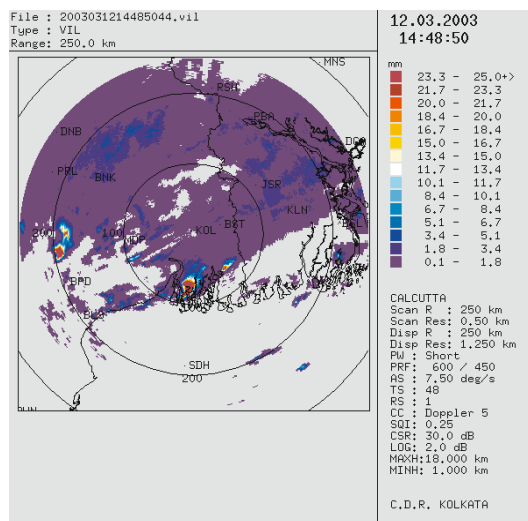 File : 2003031214485044.vil
Type : VIL
Range: 250.0 km
12.03.2003
14:48:50
mm
23.3 - 25.0+>
21.7 - 23.3
20.0 - 21.7
18.4 - 20.0
16.7 - 18.4
15.0 - 16.7
13.4 - 15.0
11.7 - 13.4
10.1 - 11.7
8.4 - 10.1
6.7 - 8.4
5.1 - 6.7
3.4 - 5.1
1.8 - 3.4
0.1 - 1.8
MNS
RSH
PBA
DNB
PRL
BNK
JSR
KLN
200
100
MDP
KOL
BST
BPD
SDH
200
CALCUTTA
Scan R : 250 km
Scan Res: 0.50 km
Disp R : 250 km
Disp Res: 1.250 km
PW : Short
PRF: 600 / 450
AS : 7.50 deg/s
TS : 48
RS : 1
CC : Doppler 5
SQI: 0.25
CSR: 30.0 dB
LOG: 2.0 dB
MAXH:18.000 km
MINH: 1.000 km
C.D.R. KOLKATA